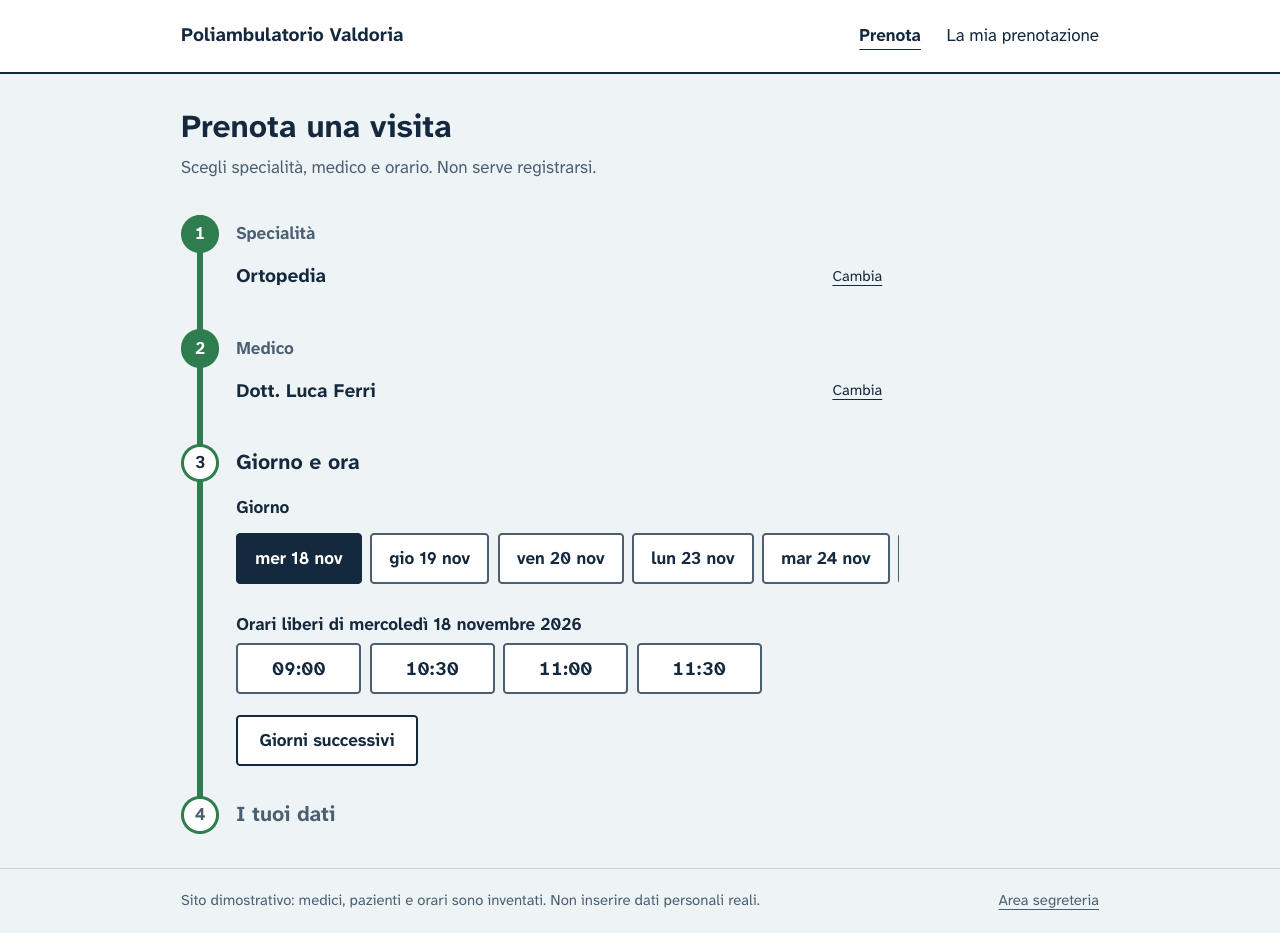 Poliambulatorio Valdoria
Prenota
La mia prenotazione
Prenota una visita
Scegli specialità, medico e orario. Non serve registrarsi.
1
Specialità
Ortopedia
Cambia
2
Medico
Dott. Luca Ferri
Cambia
3
Giorno e ora
Giorno
mer 18 nov
gio 19 nov
ven 20 nov
lun 23 nov
mar 24 nov
Orari liberi di mercoledì 18 novembre 2026
09:00
10:30
11:00
11:30
Giorni successivi
4
I tuoi dati
Sito dimostrativo: medici, pazienti e orari sono inventati. Non inserire dati personali reali.
Area segreteria